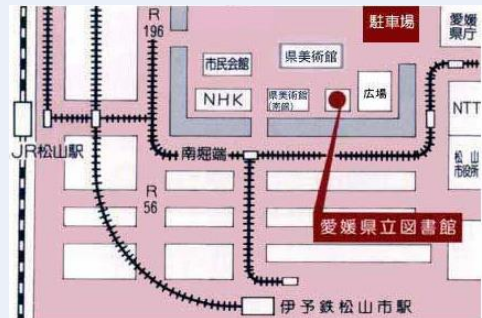 R
196
駐車場
愛媛
県庁
市民会館
県美術館
NHK
県美術館
(南館)
広場
NTT
JR松山駅
南堀端
松山
市役所
R
56
愛媛県立図書館
伊予鉄松山市駅